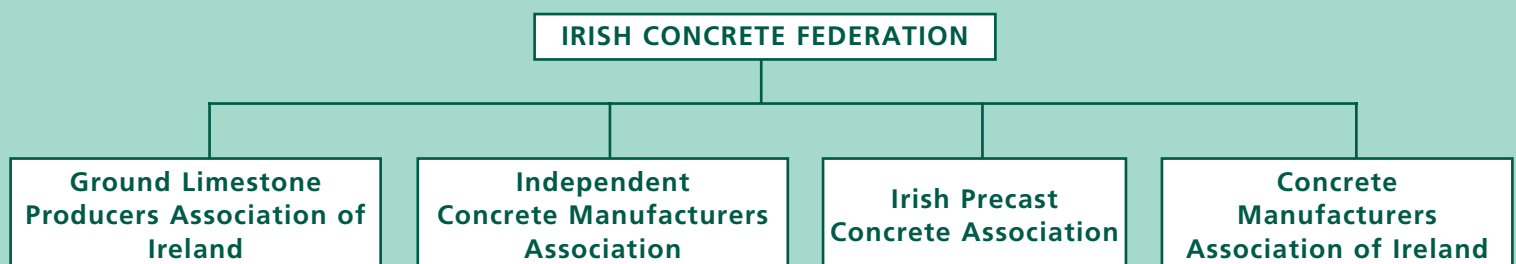 IRISH CONCRETE FEDERATION
Ground Limestone
Producers Association of
Ireland
Independent
Concrete Manufacturers
Association
Irish Precast
Concrete Association
Concrete
Manufacturers
Association of Ireland